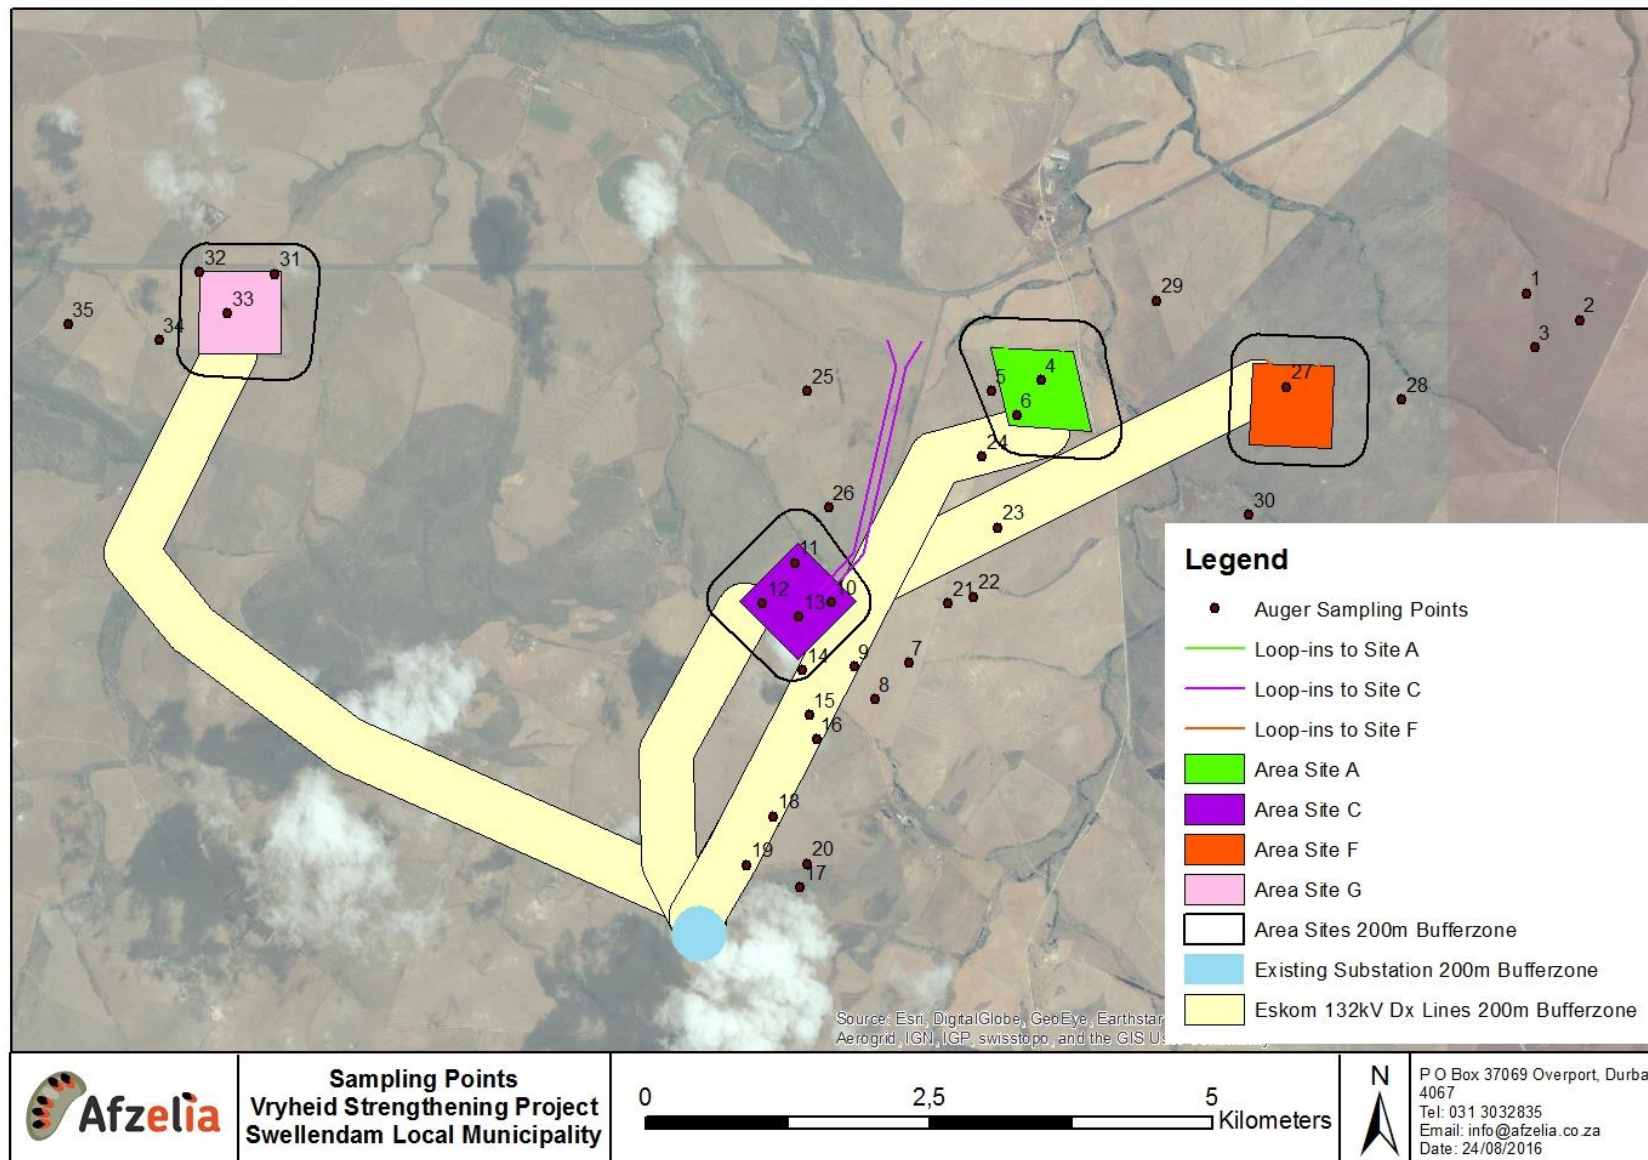 32
31
33
35
34
29
1
2
3
25
5
4
6
27
28
24
26
23
30
11
12
10
13
21
22
14
9
7
8
15
16
18
19
20
17
Legend
Auger Sampling Points
Loop-ins to Site A
Loop-ins to Site C
Loop-ins to Site F
Area Site A
Area Site C
Area Site F
Area Site G
Area Sites 200m Bufferzone
Existing Substation 200m Bufferzone
Eskom 132kV Dx Lines 200m Bufferzone
Source: Esri, DigitalGlobe, GeoEye, Earthstar
Aerogrid, IGN, IGP, swisstopo, and the GIS
Afzelia
Sampling Points
Vryheid Strengthening Project
Swellendam Local Municipality
0 2,5 5
Kilometers
N
P O Box 37069 Overport, Durba
4067
Tel: 031 3032835
Email: info@afzelia.co.za
Date: 24/08/2016